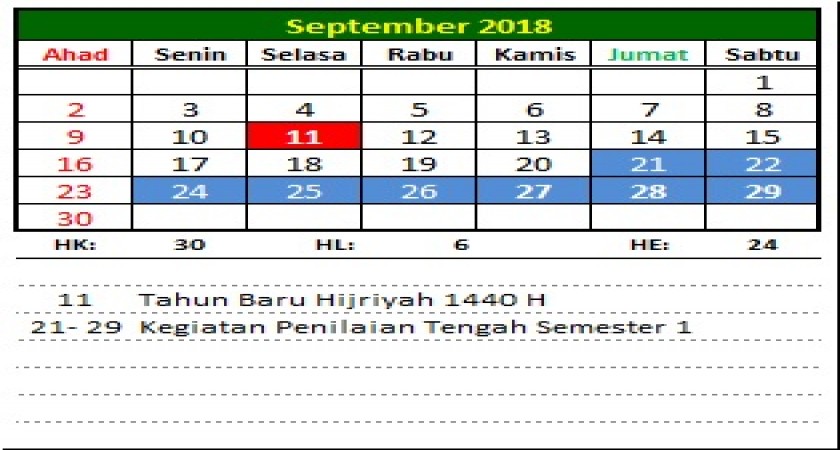 September 2018
Ahad Senin Selasa Rabu Kamis Jumat Sabtu
1
2 3 4 5 6 7 8
9 10 11 12 13 14 15
16 17 18 19 20 21 22
23 24 25 26 27 28 29
30
HK: 30 HL: 6 HE: 24
11 Tahun Baru Hijriyah 1440 H
21- 29 Kegiatan Penilaian Tengah Semester 1